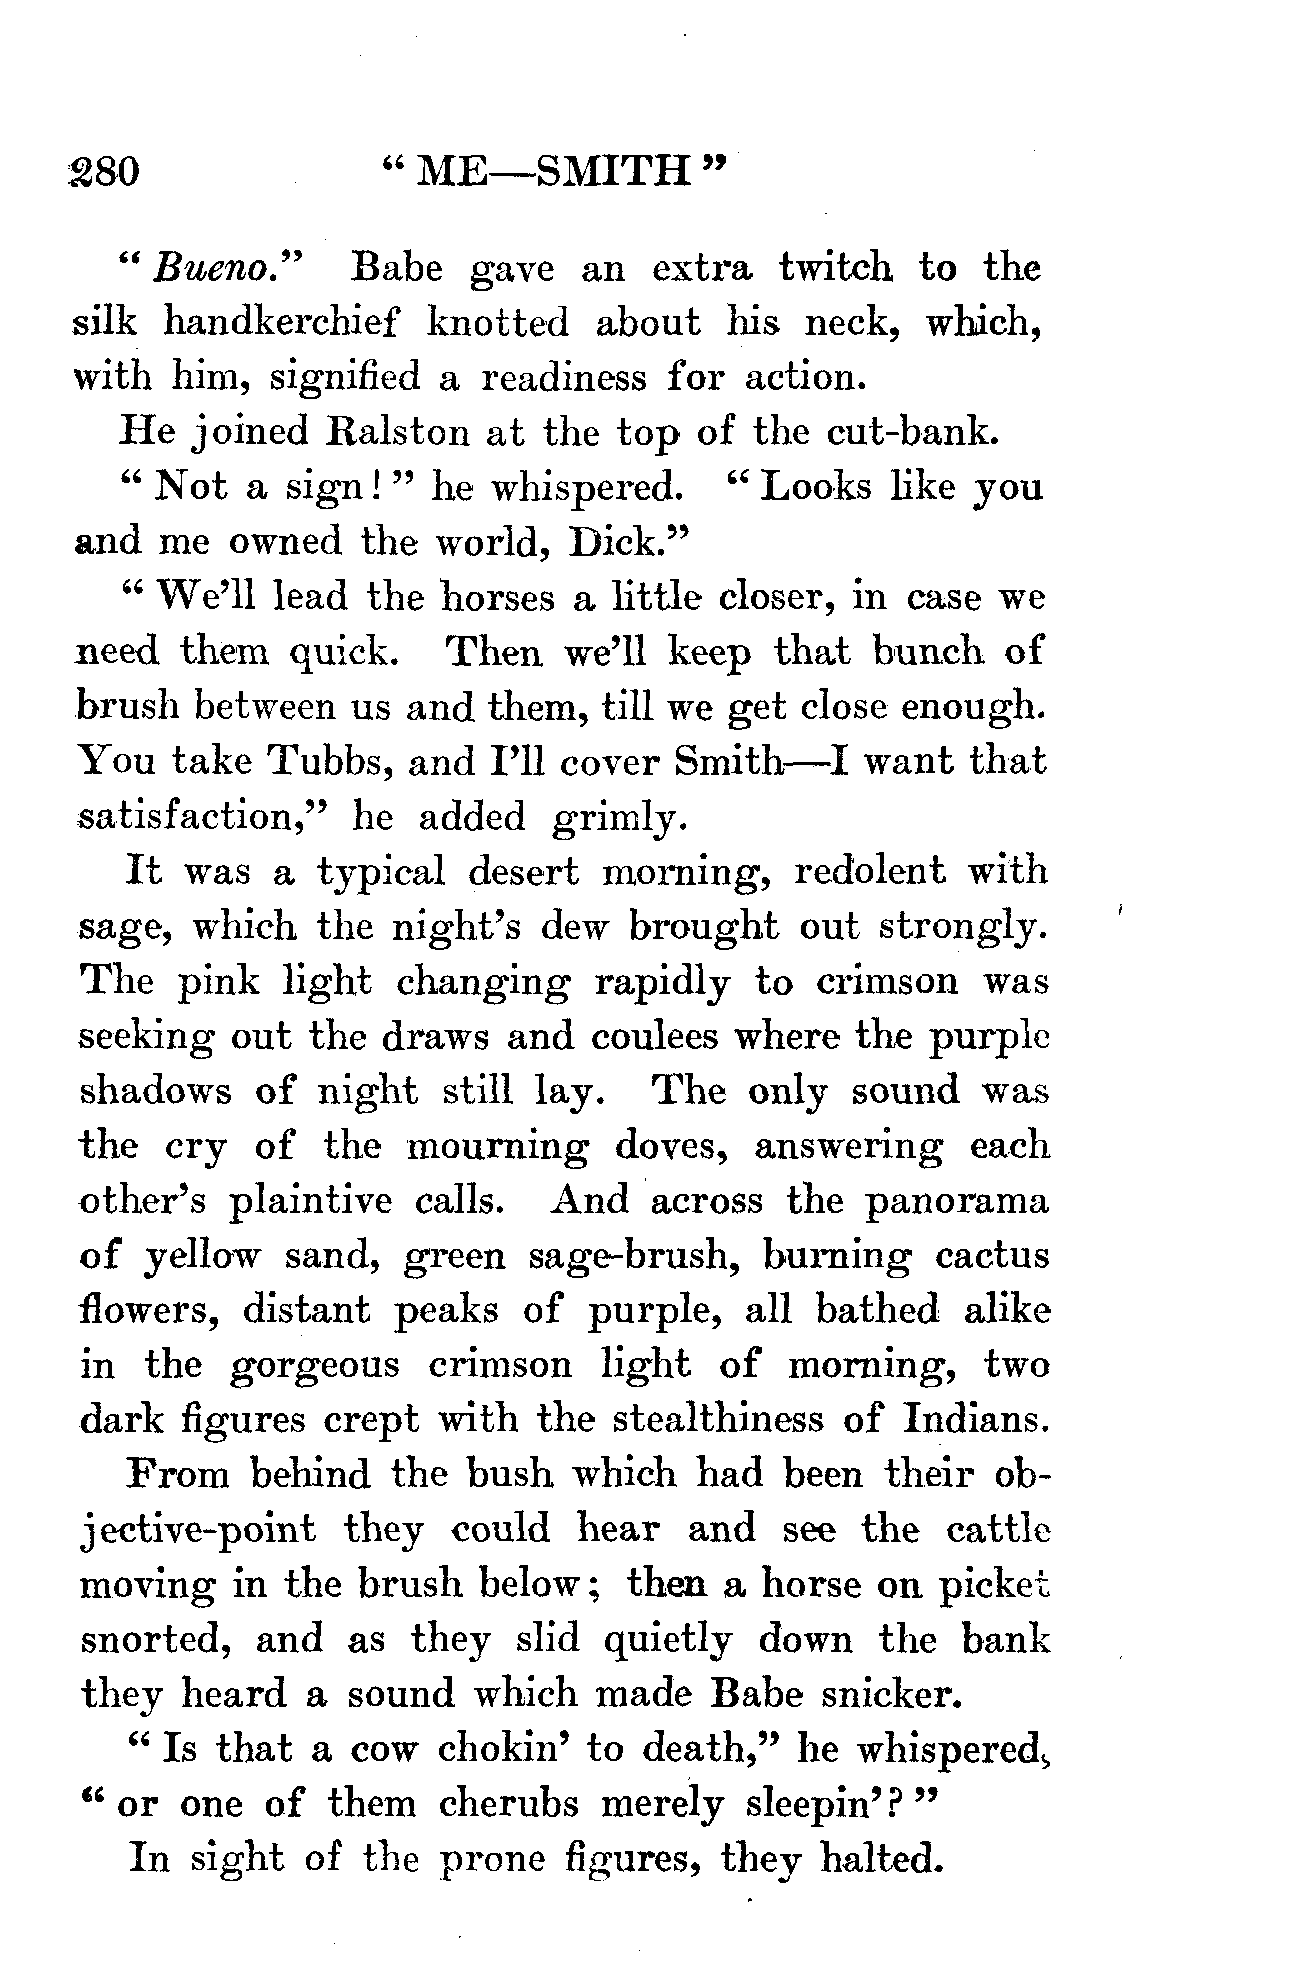 280 “ ME—SMITH ”
“ Bueno.” Babe gave an extra twitch to the
silk handkerchief knotted about his neck, which,
with him, signified a readiness for action.
He joined Ralston at the top of the cut-bank.
“ Not a sign! ” he whispered. “ Looks like you
and me owned the world, Dick.”
“ We’ll lead the horses a little closer, in case we
need them quick. Then we’ll keep that bunch of
brush between us and them, till we get close enough.
You take Tubbs, and I’ll cover Smith—I want that
satisfaction,” he added grimly.
It was a typical desert morning, redolent with
sage, which the night’s dew brought out strongly.
The pink light changing rapidly to crimson was
seeking out the draws and coulees where the purple
shadows of night still lay. The only sound was
the cry of the mourning doves, answering each
other’s plaintive calls. And across the panorama
of yellow sand, green sage-brush, burning cactus
flowers, distant peaks of purple, all bathed alike
in the gorgeous crimson light of morning, two
dark figures crept with the stealthiness of Indians.
From behind the bush which had been their ob-
jective-point they could hear and see the cattle
moving in the brush below; then a horse on picket
snorted, and as they slid quietly down the bank
they heard a sound which made Babe snicker.
“ Is that a cow chokin’ to death,” he whispered,
“ or one of them cherubs merely sleepin’? ”
In sight of the prone figures, they halted.